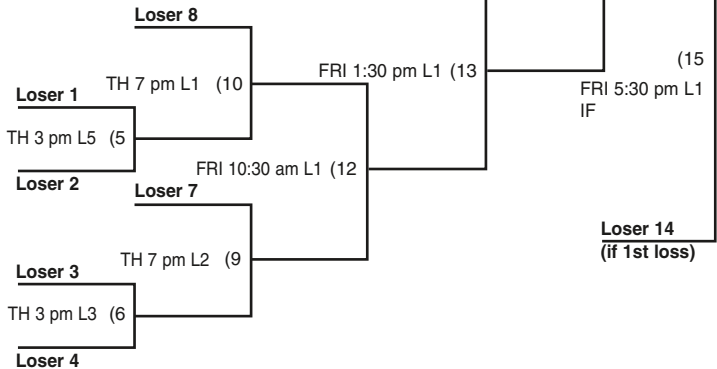 Loser 8
FRI 1:30 pm L1 (13
(15
TH 7 pm L1 (10
FRI 5:30 pm L1
IF
Loser 1
TH 3 pm L5 (5
FRI 10:30 am L1 (12
Loser 2
Loser 7
Loser 14
(if 1st loss)
TH 7 pm L2 (9
Loser 3
TH 3 pm L3 (6
Loser 4